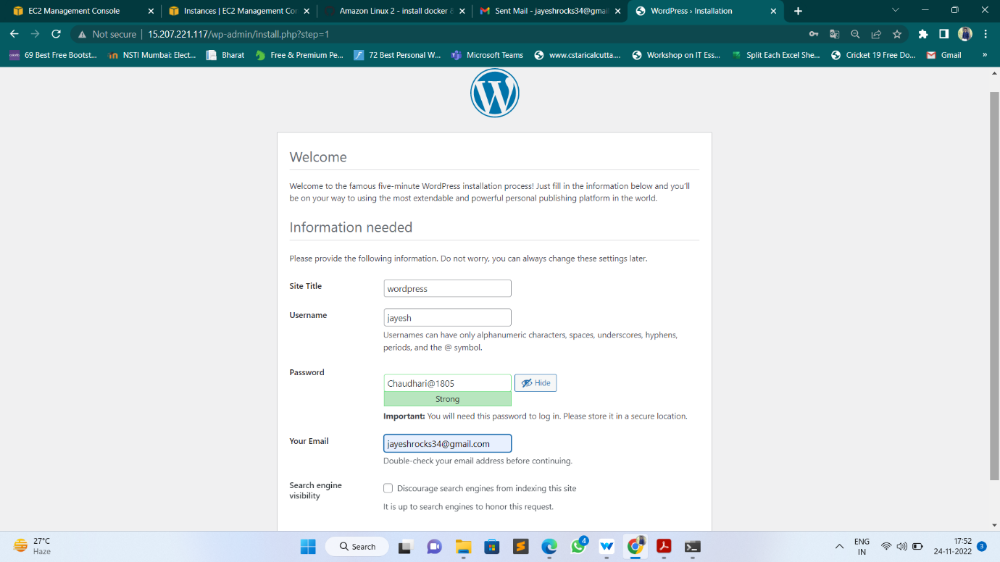 EC2 Management Console
Instances | EC2 Management Con
Amazon Linux 2 - install docker &
Sent Mail - jayeshrocks34@gmail
WordPress › Installation
Not secure
15.207.221.117/wp-admin/install.php?step=1
69 Best Free Bootst...
NSTI Mumbai: Elect...
Bharat
Free & Premium Pe...
72 Best Personal W...
Microsoft Teams
www.cstaricalcutta....
Workshop on IT Ess...
Split Each Excel She...
Cricket 19 Free Do...
Gmail
»
Welcome
Welcome to the famous five-minute WordPress installation process! Just fill in the information below and you'll
be on your way to using the most extendable and powerful personal publishing platform in the world.
Information needed
Please provide the following information. Do not worry, you can always change these settings later.
Site Title
wordpress
Username
jayesh
Usernames can have only alphanumeric characters, spaces, underscores, hyphens,
periods, and the @ symbol.
Password
Chaudhari@1805
Hide
Strong
Important: You will need this password to log in. Please store it in a secure location.
Your Email
jayeshrocks34@gmail.com
Double-check your email address before continuing.
Search engine
visibility
Discourage search engines from indexing this site
It is up to search engines to honor this request.
27°C
Haze
Search
4
ENG
IN
17:52
24-11-2022
3